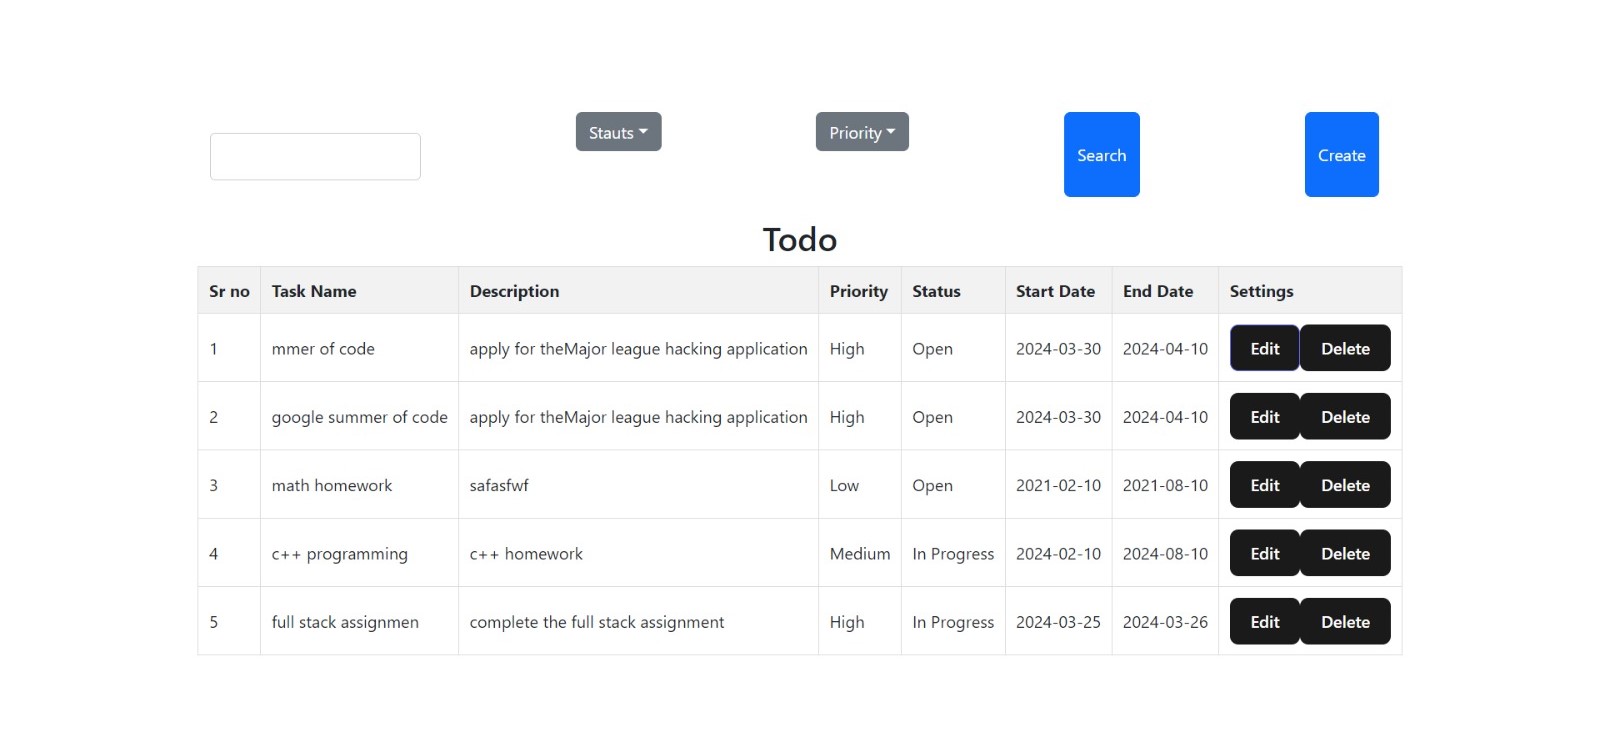 Stauts Priority Search Create
Todo
Sr no Task Name Description Priority Status Start Date End Date Settings
1 mmer of code apply for theMajor league hacking application High Open 2024-03-30 2024-04-10 Edit Delete
2 google summer of code apply for theMajor league hacking application High Open 2024-03-30 2024-04-10 Edit Delete
3 math homework safasfwf Low Open 2021-02-10 2021-08-10 Edit Delete
4 c++ programming c++ homework Medium In Progress 2024-02-10 2024-08-10 Edit Delete
5 full stack assignmen complete the full stack assignment High In Progress 2024-03-25 2024-03-26 Edit Delete